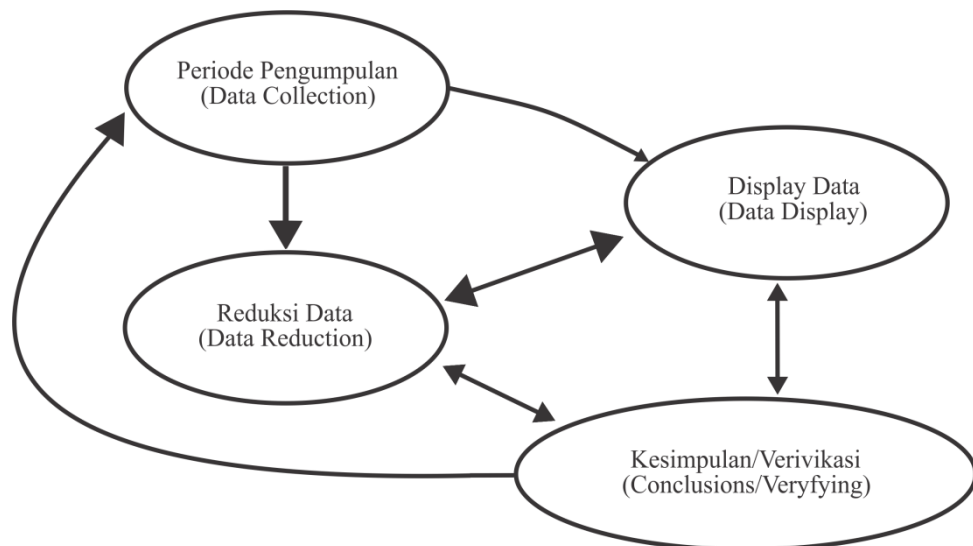 Periode Pengumpulan
(Data Collection)
Display Data
(Data Display)
Reduksi Data
(Data Reduction)
Kesimpulan/Verivikasi
(Conclusions/Veryfying)